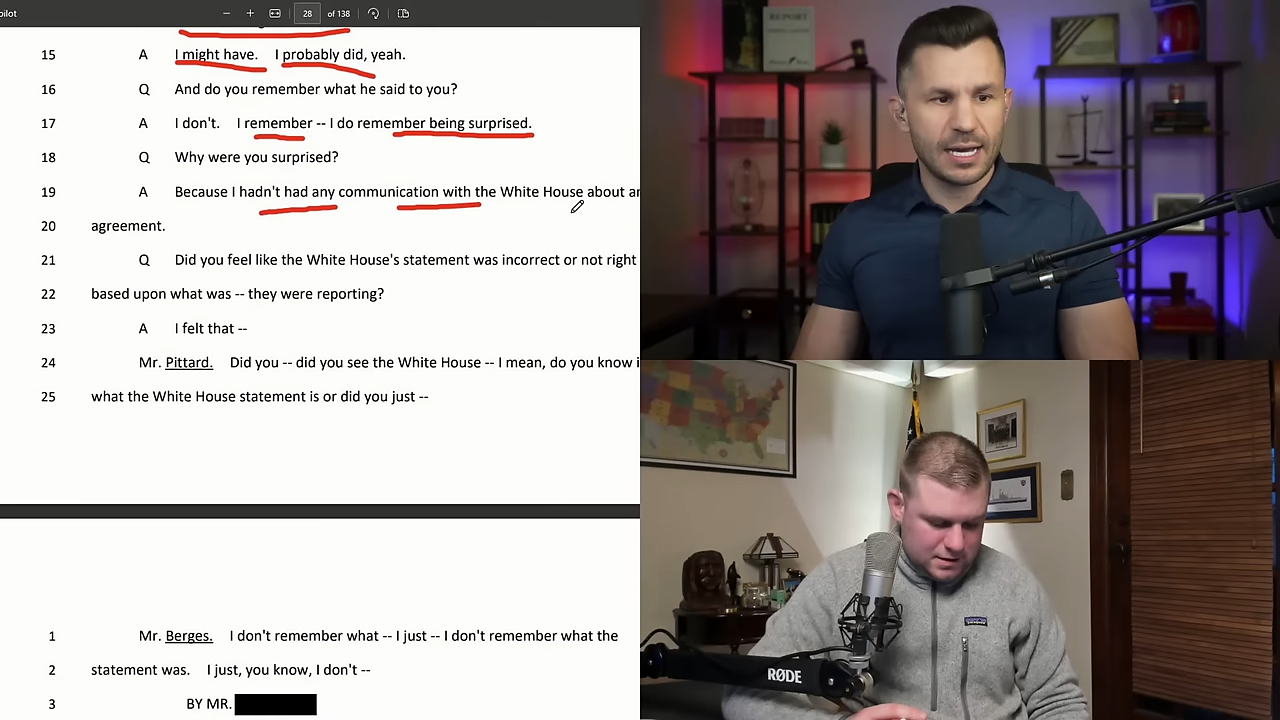 pilot
28 of 138
15 A I might have. I probably did, yeah.
16 Q And do you remember what he said to you?
17 A I don't. I remember -- I do remember being surprised.
18 Q Why were you surprised?
19 A Because I hadn't had any communication with the White House about
20 agreement.
21 Q Did you feel like the White House's statement was incorrect or not right
22 based upon what was -- they were reporting?
23 A I felt that --
24 Mr. Pittard. Did you -- did you see the White House -- I mean, do you know
25 what the White House statement is or did you just --
1 Mr. Berges. I don't remember what -- I just -- I don't remember what the
2 statement was. I just, you know, I don't --
3 BY MR.
REPORT
patagonia
RØDE